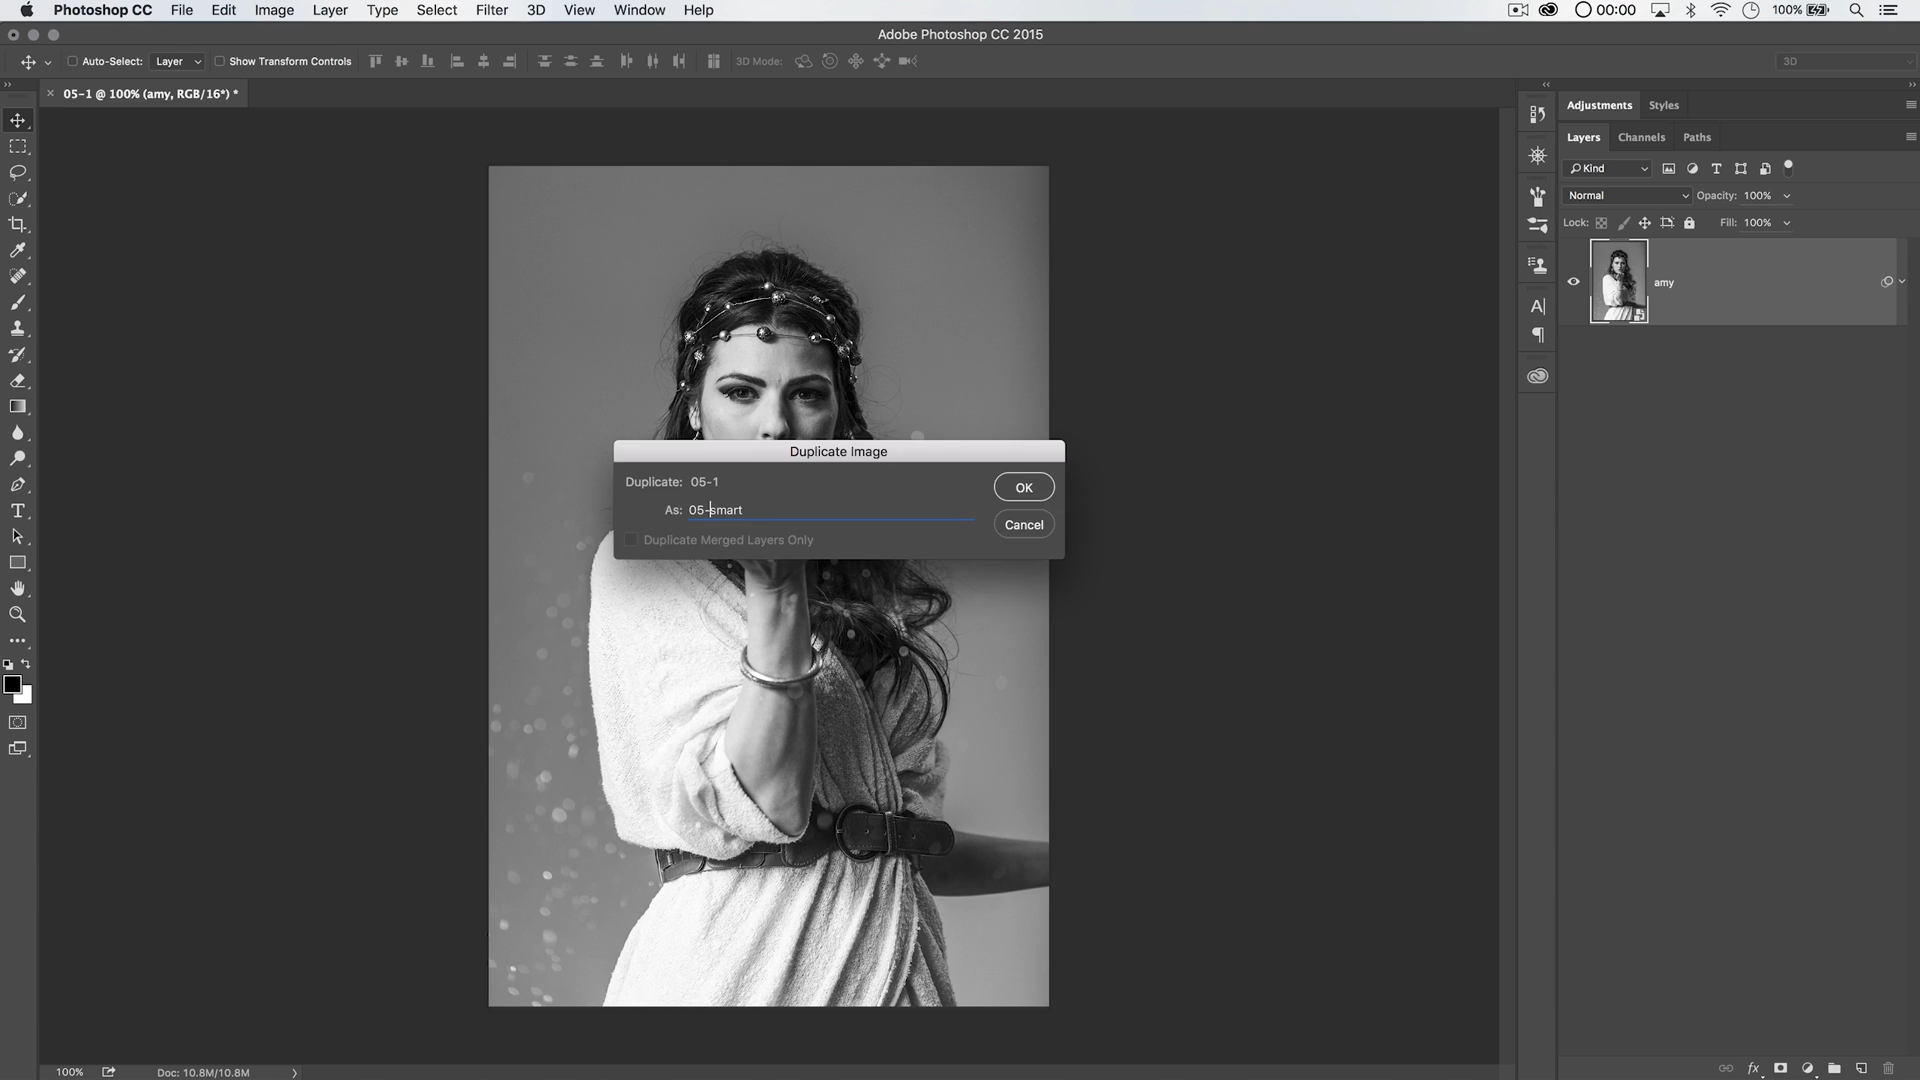 Photoshop CC File Edit Image Layer Type Select Filter 3D View Window Help 00:00 100%
Adobe Photoshop CC 2015
Auto-Select: Layer Show Transform Controls 3D Mode: 3D
05-1 @ 100% (amy, RGB/16*) *
Adjustments Styles
Layers Channels Paths
Kind
Normal Opacity: 100%
Lock: Fill: 100%
amy
Duplicate Image
Duplicate: 05-1
OK
As: 05-smart
Cancel
Duplicate Merged Layers Only
100% Doc: 10.8M/10.8M